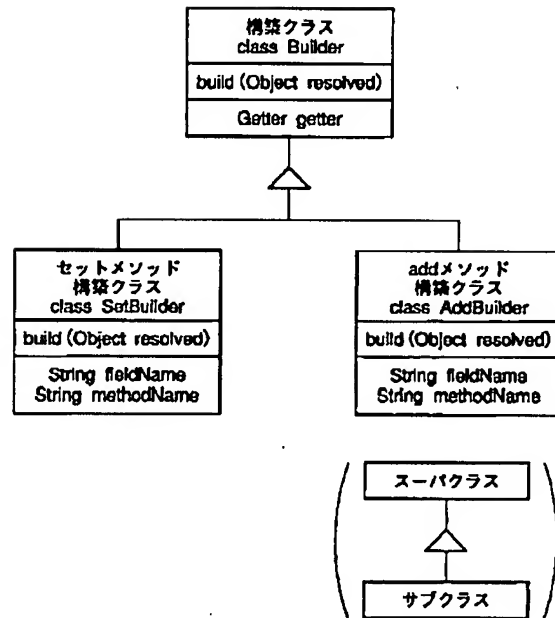 構築クラス
class Builder
build (Object resolved)
Getter getter
セットメソッド
構築クラス
class SetBuilder
build (Object resolved)
String fieldName
String methodName
addメソッド
構築クラス
class AddBuilder
build (Object resolved)
String fieldName
String methodName
スーパクラス
サブクラス